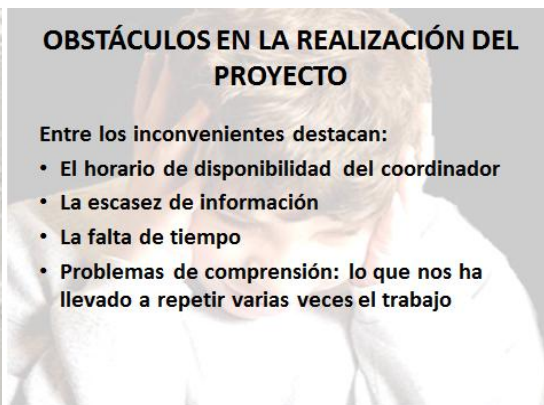 OBSTÁCULOS EN LA REALIZACIÓN DEL
PROYECTO
Entre los inconvenientes destacan:
• El horario de disponibilidad del coordinador
• La escasez de información
• La falta de tiempo
• Problemas de comprensión: lo que nos ha
llevado a repetir varias veces el trabajo